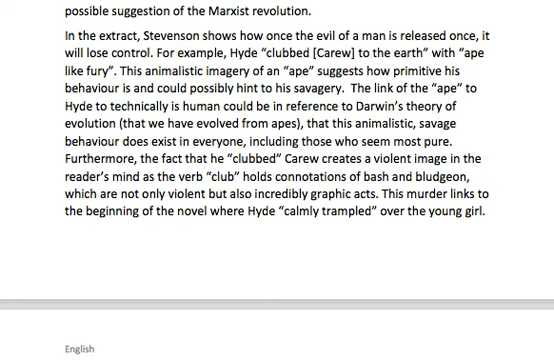 possible suggestion of the Marxist revolution.
In the extract, Stevenson shows how once the evil of a man is released once, it
will lose control. For example, Hyde “clubbed [Carew] to the earth” with “ape
like fury”. This animalistic imagery of an “ape” suggests how primitive his
behaviour is and could possibly hint to his savagery.  The link of the “ape” to
Hyde to technically is human could be in reference to Darwin’s theory of
evolution (that we have evolved from apes), that this animalistic, savage
behaviour does exist in everyone, including those who seem most pure.
Furthermore, the fact that he “clubbed” Carew creates a violent image in the
reader’s mind as the verb “club” holds connotations of bash and bludgeon,
which are not only violent but also incredibly graphic acts. This murder links to
the beginning of the novel where Hyde “calmly trampled” over the young girl.
English